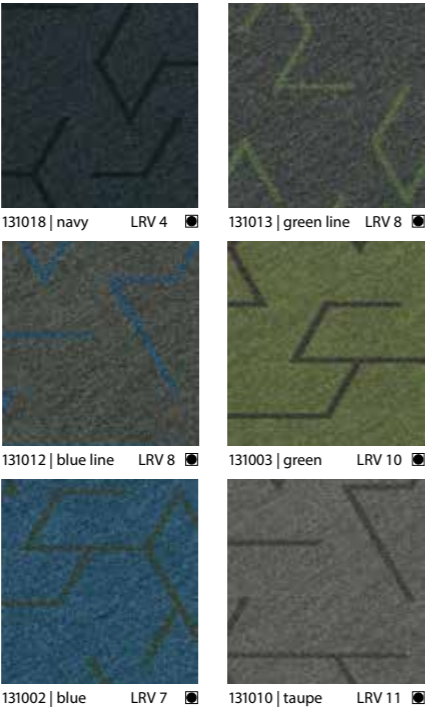 131018 | navy LRV 4
131013 | green line LRV 8
131012 | blue line LRV 8
131003 | green LRV 10
131002 | blue LRV 7
131010 | taupe LRV 11